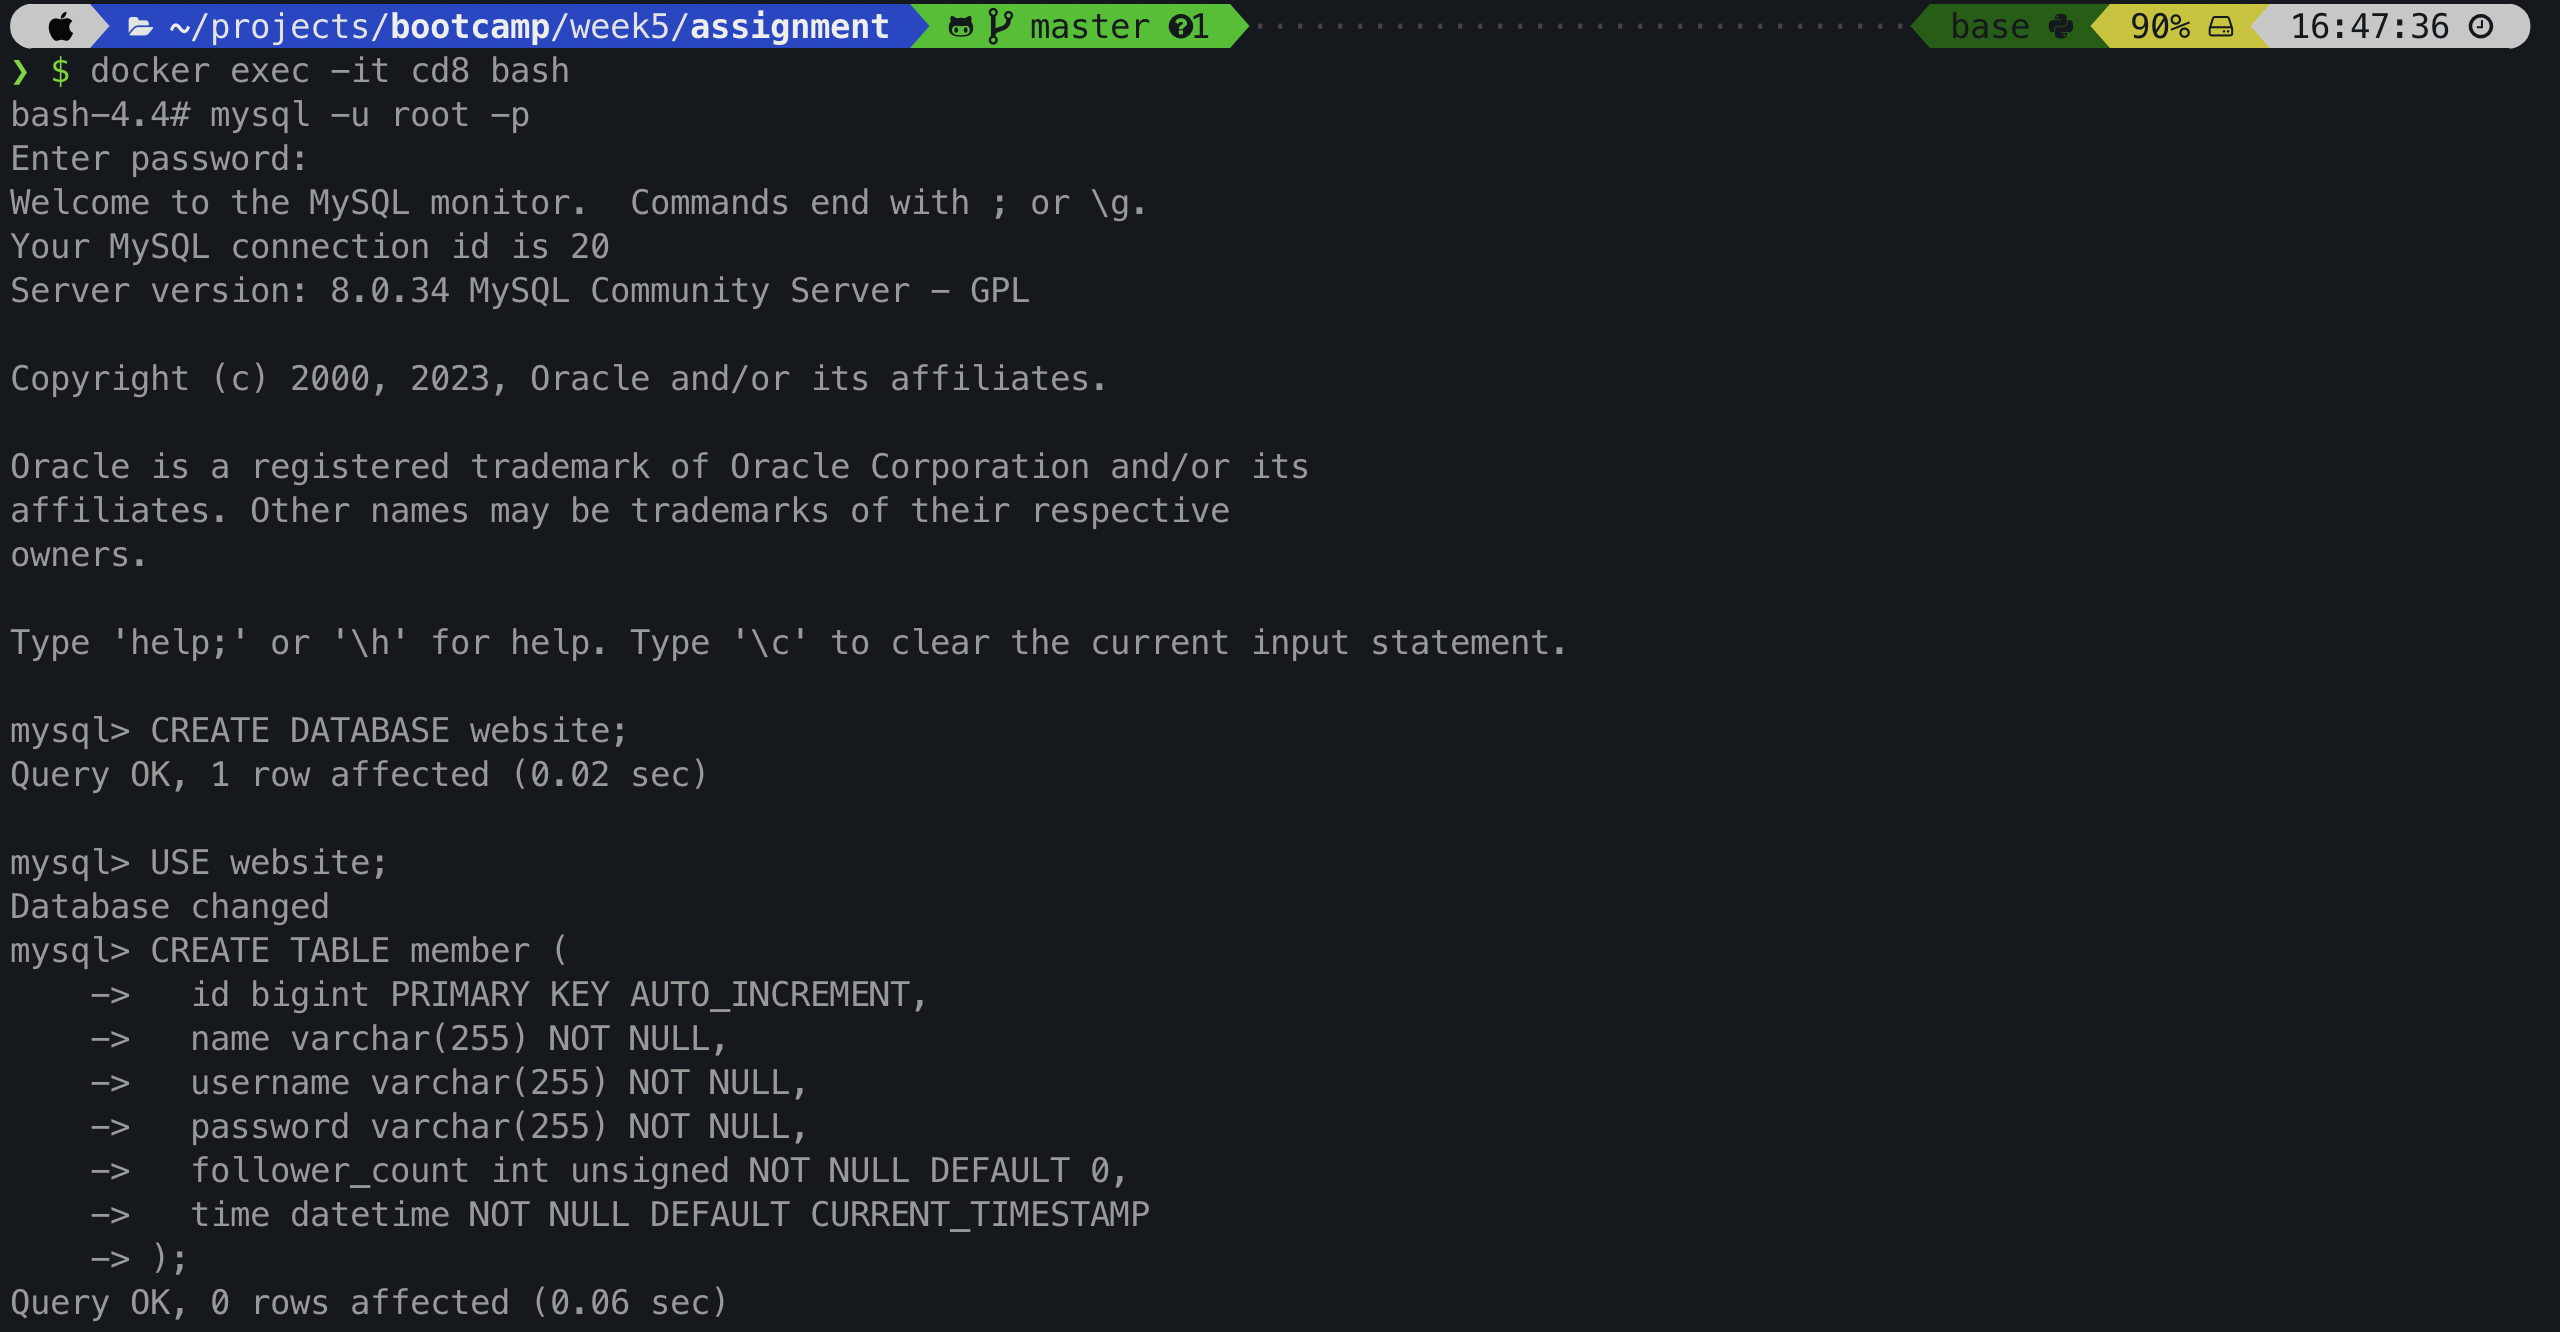 ~/projects/bootcamp/week5/assignment master ?1 base 90% 16:47:36
❯ $ docker exec -it cd8 bash
bash-4.4# mysql -u root -p
Enter password:
Welcome to the MySQL monitor.  Commands end with ; or \g.
Your MySQL connection id is 20
Server version: 8.0.34 MySQL Community Server - GPL
Copyright (c) 2000, 2023, Oracle and/or its affiliates.
Oracle is a registered trademark of Oracle Corporation and/or its
affiliates. Other names may be trademarks of their respective
owners.
Type 'help;' or '\h' for help. Type '\c' to clear the current input statement.
mysql> CREATE DATABASE website;
Query OK, 1 row affected (0.02 sec)
mysql> USE website;
Database changed
mysql> CREATE TABLE member (
    ->   id bigint PRIMARY KEY AUTO_INCREMENT,
    ->   name varchar(255) NOT NULL,
    ->   username varchar(255) NOT NULL,
    ->   password varchar(255) NOT NULL,
    ->   follower_count int unsigned NOT NULL DEFAULT 0,
    ->   time datetime NOT NULL DEFAULT CURRENT_TIMESTAMP
    -> );
Query OK, 0 rows affected (0.06 sec)